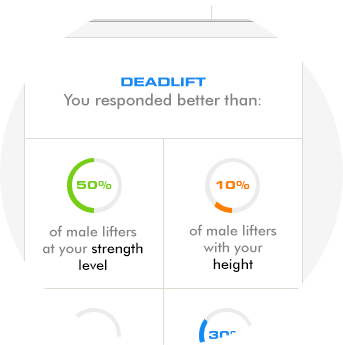 DEADLIFT
You responded better than:
50%
of male lifters
at your strength
level
10%
of male lifters
with your
height
30%